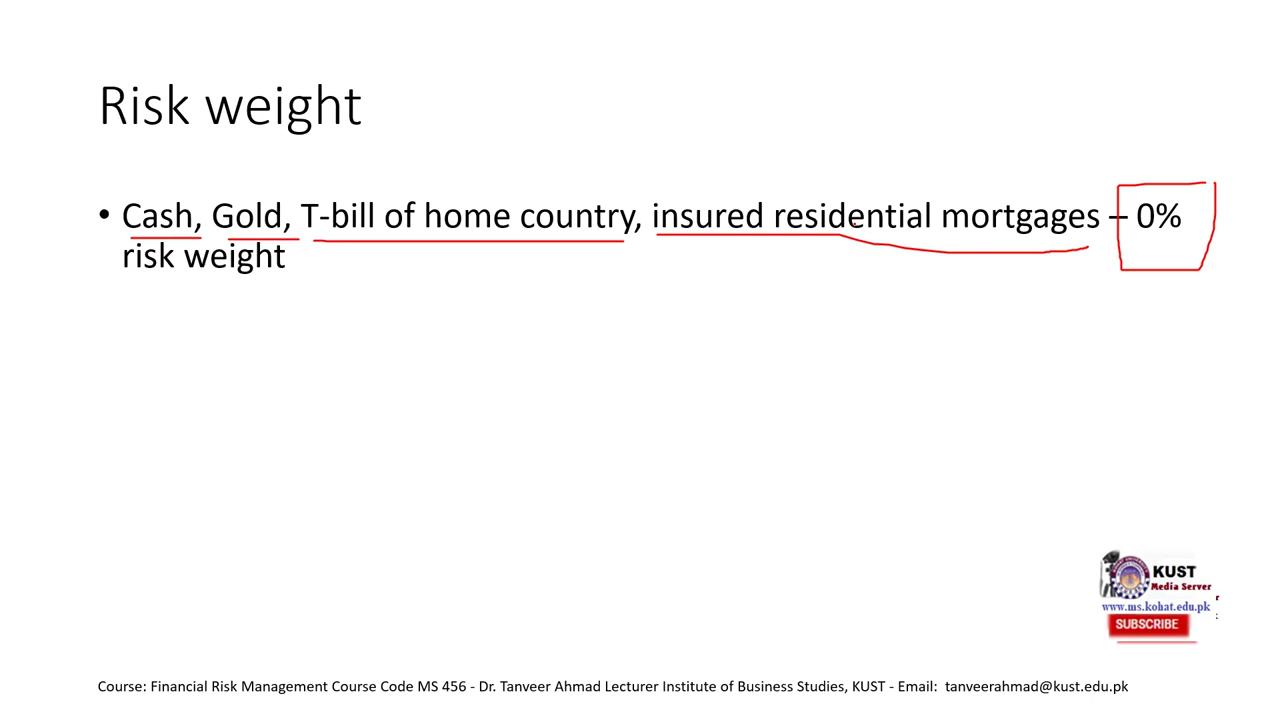 Risk weight
• Cash, Gold, T-bill of home country, insured residential mortgages – 0%
risk weight
KUST
Media Server
www.ms.kohat.edu.pk
SUBSCRIBE
Course: Financial Risk Management Course Code MS 456 - Dr. Tanveer Ahmad Lecturer Institute of Business Studies, KUST - Email: tanveerahmad@kust.edu.pk